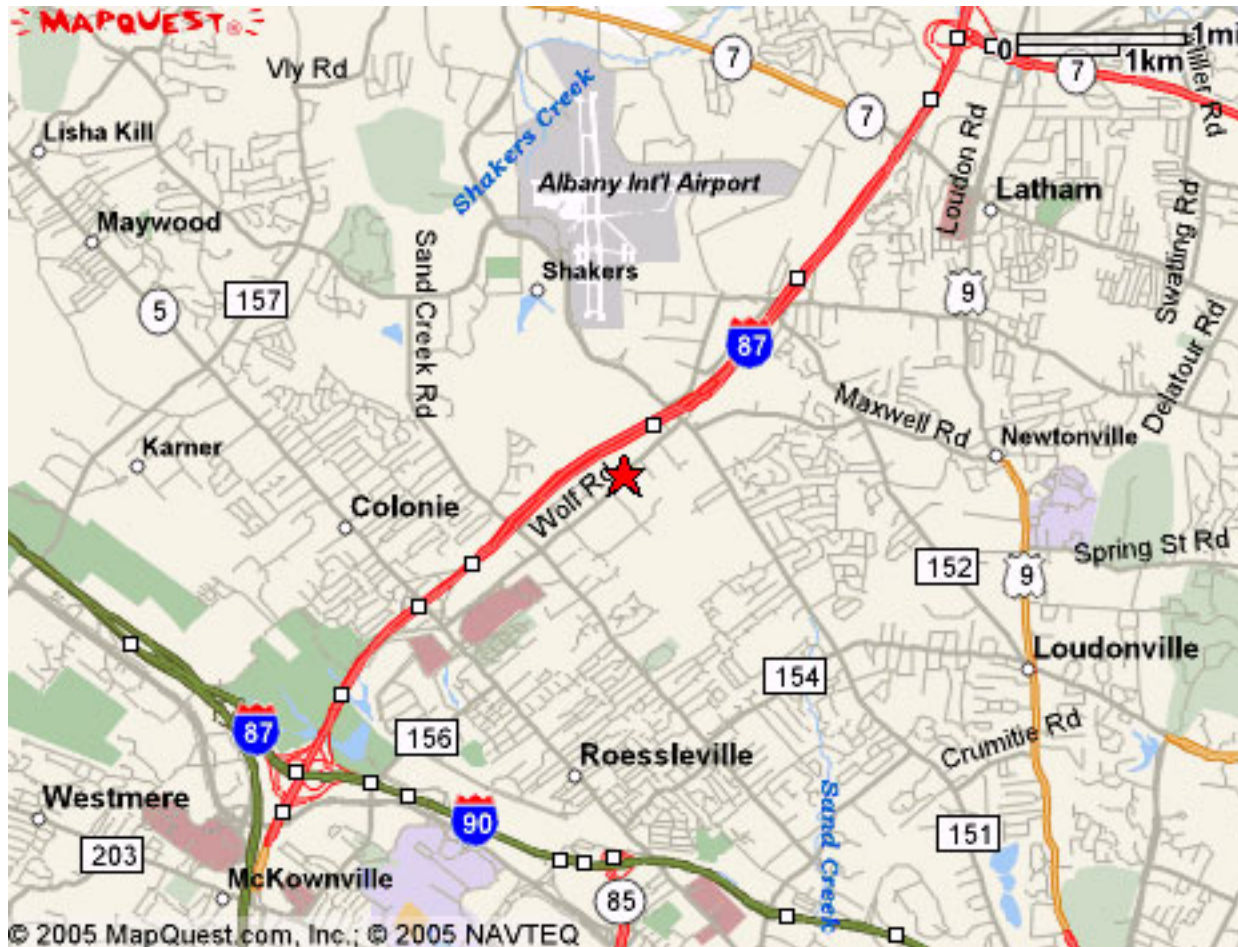 MAPQUEST®
0
1mi
1km
7
Vly Rd
7
7
Miller Rd
Lisha Kill
Shakers Creek
Albany Int'l Airport
Loudon Rd
Latham
Maywood
Swatling Rd
Sand Creek Rd
Shakers
157
9
5
87
Delatour Rd
Maxwell Rd
Newtonville
Karner
Wolf Rd
Colonie
Spring St Rd
152
9
Loudonville
154
87
156
Roessleville
Crumitie Rd
Westmere
90
Sand Creek
151
203
McKownville
85
© 2005 MapQuest.com, Inc.; © 2005 NAVTEQ